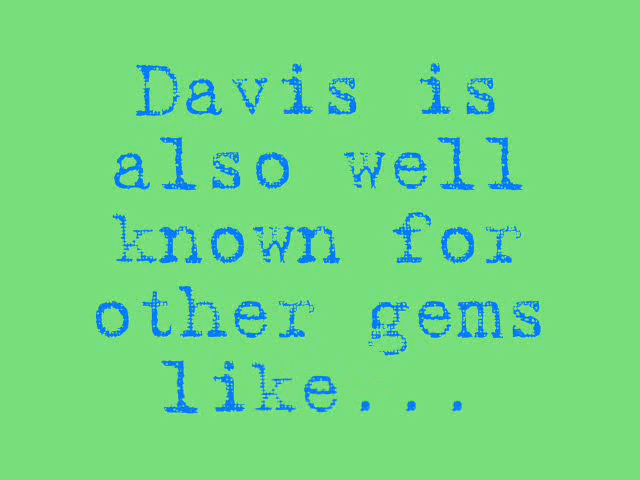 Davis is
also well
known for
other gems
like...